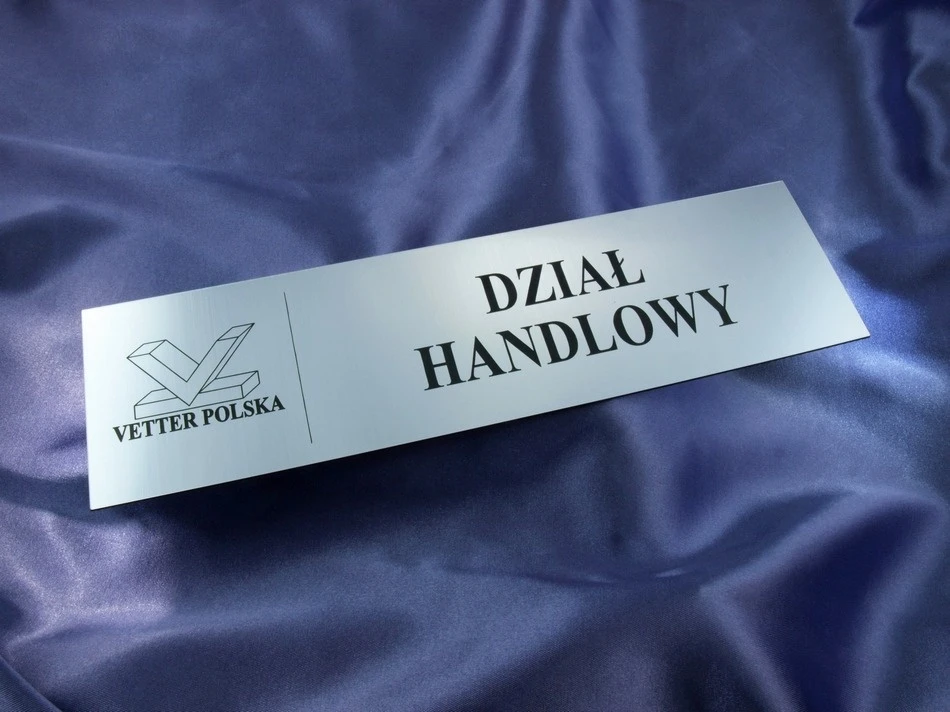 VETTER POLSKA
DZIAŁ
HANDLOWY